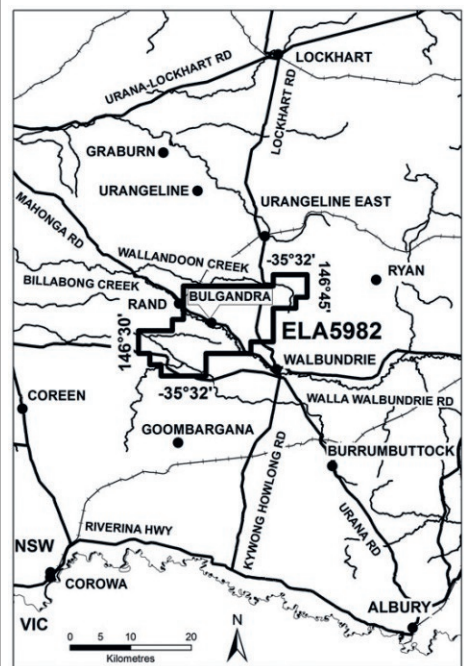 LOCKHART
URANA-LOCKHART RD
LOCKHART RD
GRABURN
URANGELINE
URANGELINE EAST
MAHONGA RD
WALLANDOON CREEK
-35°32'
146°45'
RYAN
BILLABONG CREEK
RAND
BULGANDRA
ELA5982
146°30'
WALBUNDRIE
-35°32'
COREEN
WALLA WALBUNDRIE RD
GOOMBARGANA
BURRUMBUTTOCK
KYWONG HOWLONG RD
URANA RD
RIVERINA HWY
NSW
COROWA
VIC
ALBURY
N
0 10 20
Kilometres